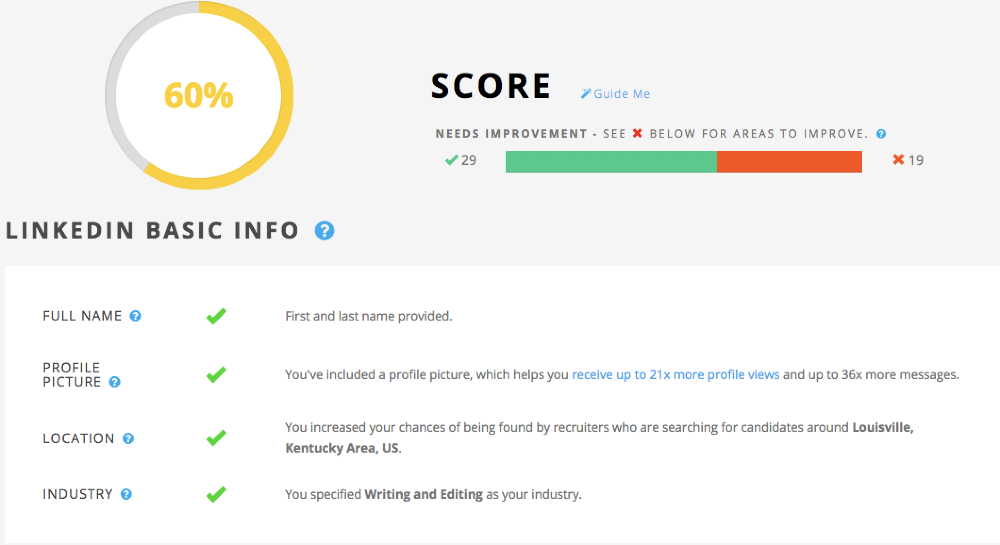 60%
SCORE
Guide Me
NEEDS IMPROVEMENT - SEE ✖ BELOW FOR AREAS TO IMPROVE. ?
✔ 29
✖ 19
LINKEDIN BASIC INFO ?
FULL NAME ?
First and last name provided.
PROFILE
PICTURE ?
You've included a profile picture, which helps you receive up to 21x more profile views and up to 36x more messages.
LOCATION ?
You increased your chances of being found by recruiters who are searching for candidates around Louisville,
Kentucky Area, US.
INDUSTRY ?
You specified Writing and Editing as your industry.